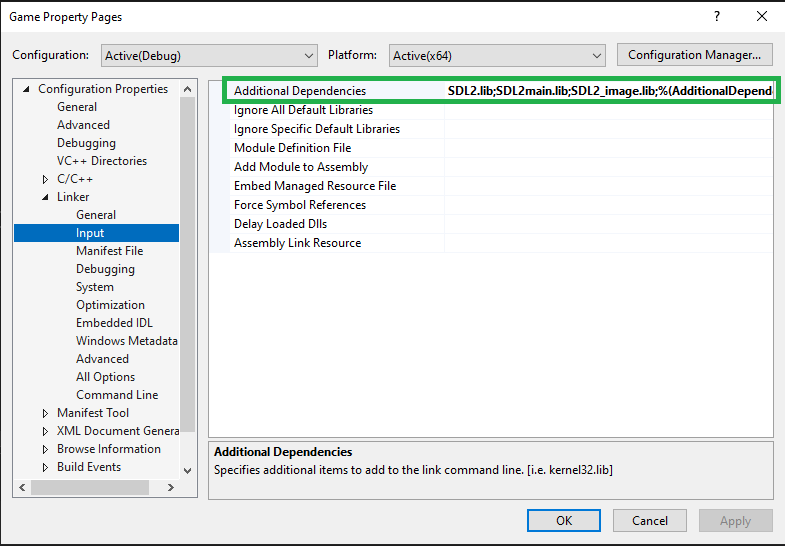 Game Property Pages
? ×
Configuration: Active(Debug) Platform: Active(x64) Configuration Manager...
Configuration Properties
General
Advanced
Debugging
VC++ Directories
C/C++
Linker
General
Input
Manifest File
Debugging
System
Optimization
Embedded IDL
Windows Metadata
Advanced
All Options
Command Line
Manifest Tool
XML Document Genera
Browse Information
Build Events
Additional Dependencies SDL2.lib;SDL2main.lib;SDL2_image.lib;%(AdditionalDepend
Ignore All Default Libraries
Ignore Specific Default Libraries
Module Definition File
Add Module to Assembly
Embed Managed Resource File
Force Symbol References
Delay Loaded Dlls
Assembly Link Resource
Additional Dependencies
Specifies additional items to add to the link command line. [i.e. kernel32.lib]
OK Cancel Apply